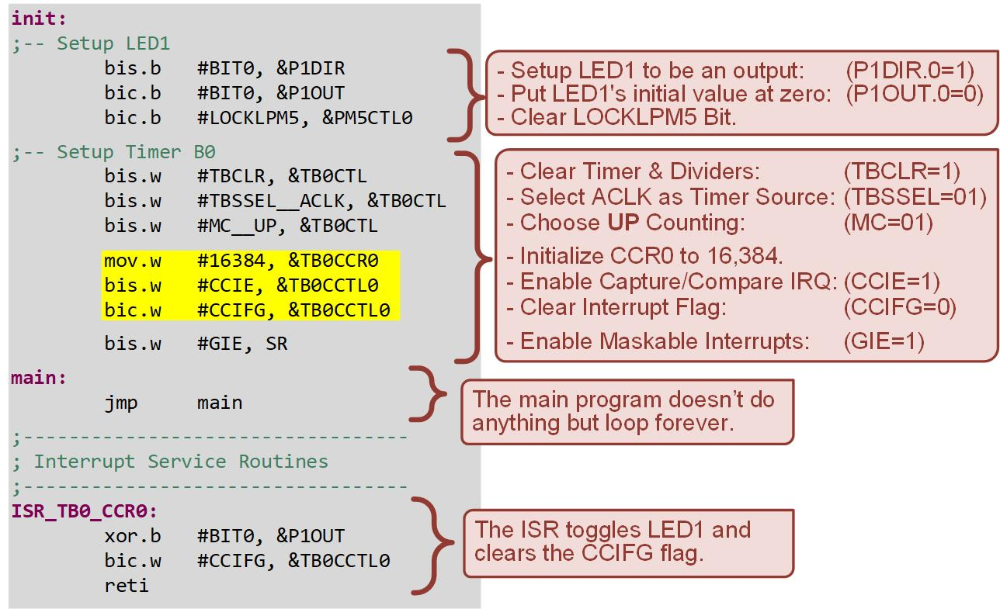 init:
;-- Setup LED1
bis.b #BIT0, &P1DIR
bic.b #BIT0, &P1OUT
bic.b #LOCKLPM5, &PM5CTL0
- Setup LED1 to be an output: (P1DIR.0=1)
- Put LED1's initial value at zero: (P1OUT.0=0)
- Clear LOCKLPM5 Bit.
;-- Setup Timer B0
bis.w #TBCLR, &TB0CTL
bis.w #TBSSEL__ACLK, &TB0CTL
bis.w #MC__UP, &TB0CTL
mov.w #16384, &TB0CCR0
bis.w #CCIE, &TB0CCTL0
bic.w #CCIFG, &TB0CCTL0
bis.w #GIE, SR
- Clear Timer & Dividers: (TBCLR=1)
- Select ACLK as Timer Source: (TBSSEL=01)
- Choose UP Counting: (MC=01)
- Initialize CCR0 to 16,384.
- Enable Capture/Compare IRQ: (CCIE=1)
- Clear Interrupt Flag: (CCIFG=0)
- Enable Maskable Interrupts: (GIE=1)
main:
jmp main
The main program doesn’t do
anything but loop forever.
;----------------------------------
; Interrupt Service Routines
;----------------------------------
ISR_TB0_CCR0:
xor.b #BIT0, &P1OUT
bic.w #CCIFG, &TB0CCTL0
reti
The ISR toggles LED1 and
clears the CCIFG flag.